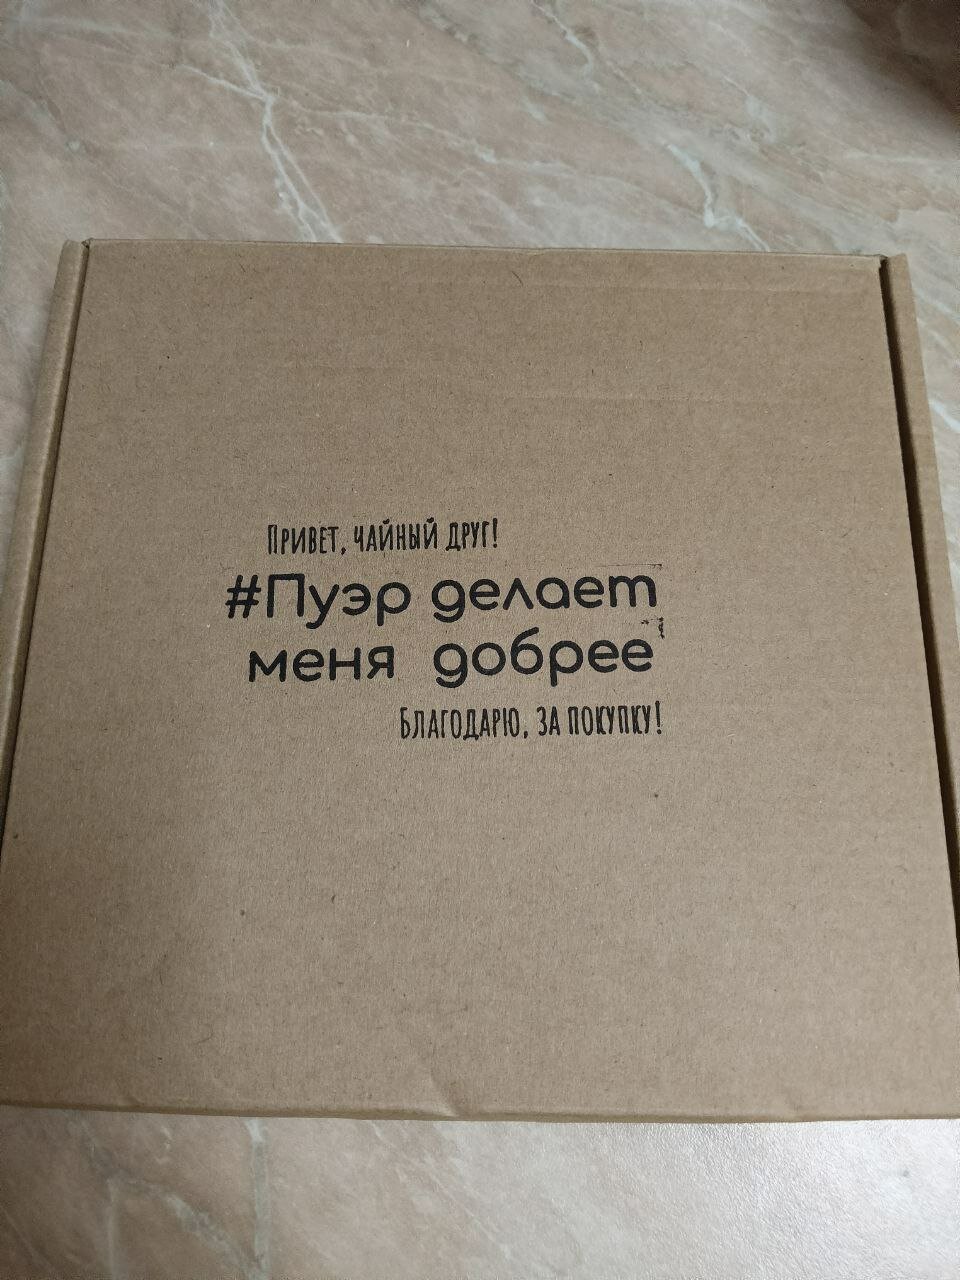 Привет, чайный друг!
#Пуэр делает
меня добрее
Благодарю, за покупку!